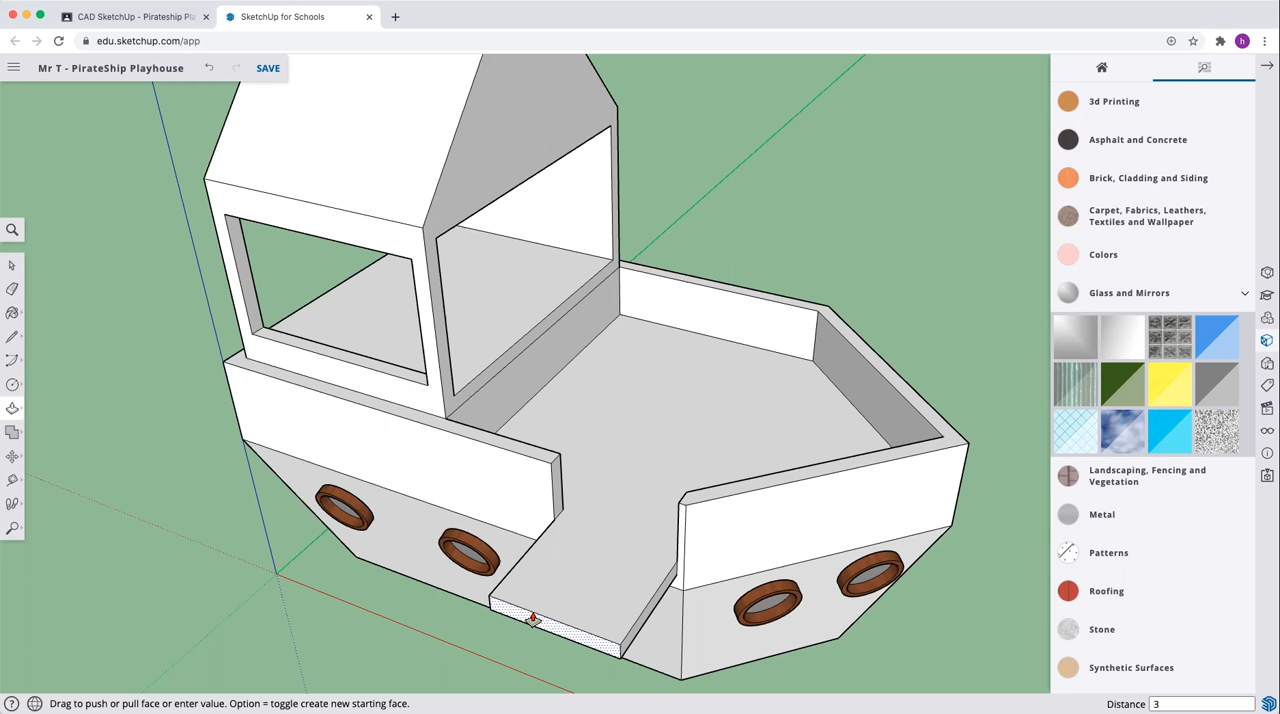 CAD SketchUp - Pirateship Pla
SketchUp for Schools
edu.sketchup.com/app
h
Mr T - PirateShip Playhouse
SAVE
3d Printing
Asphalt and Concrete
Brick, Cladding and Siding
Carpet, Fabrics, Leathers,
Textiles and Wallpaper
Colors
Glass and Mirrors
Landscaping, Fencing and
Vegetation
Metal
Patterns
Roofing
Stone
Synthetic Surfaces
Drag to push or pull face or enter value. Option = toggle create new starting face.
Distance 3